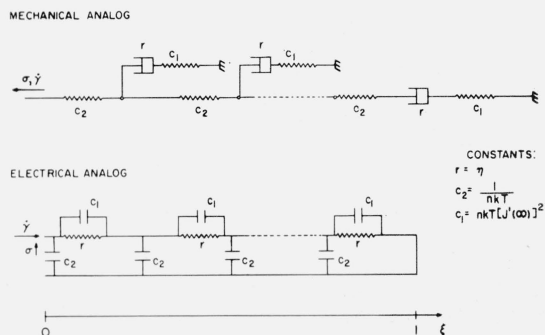 MECHANICAL ANALOG
r C₁ r C₁
σ, γ̇
C₂ C₂ C₂ r C₁
CONSTANTS:
r = η
C₂ = 1/nkT
C₁ = nkT[J'(∞)]²
ELECTRICAL ANALOG
C₁ C₁ C₁
γ̇
r r r
σ
C₂ C₂ C₂ C₂
0 1 ξ